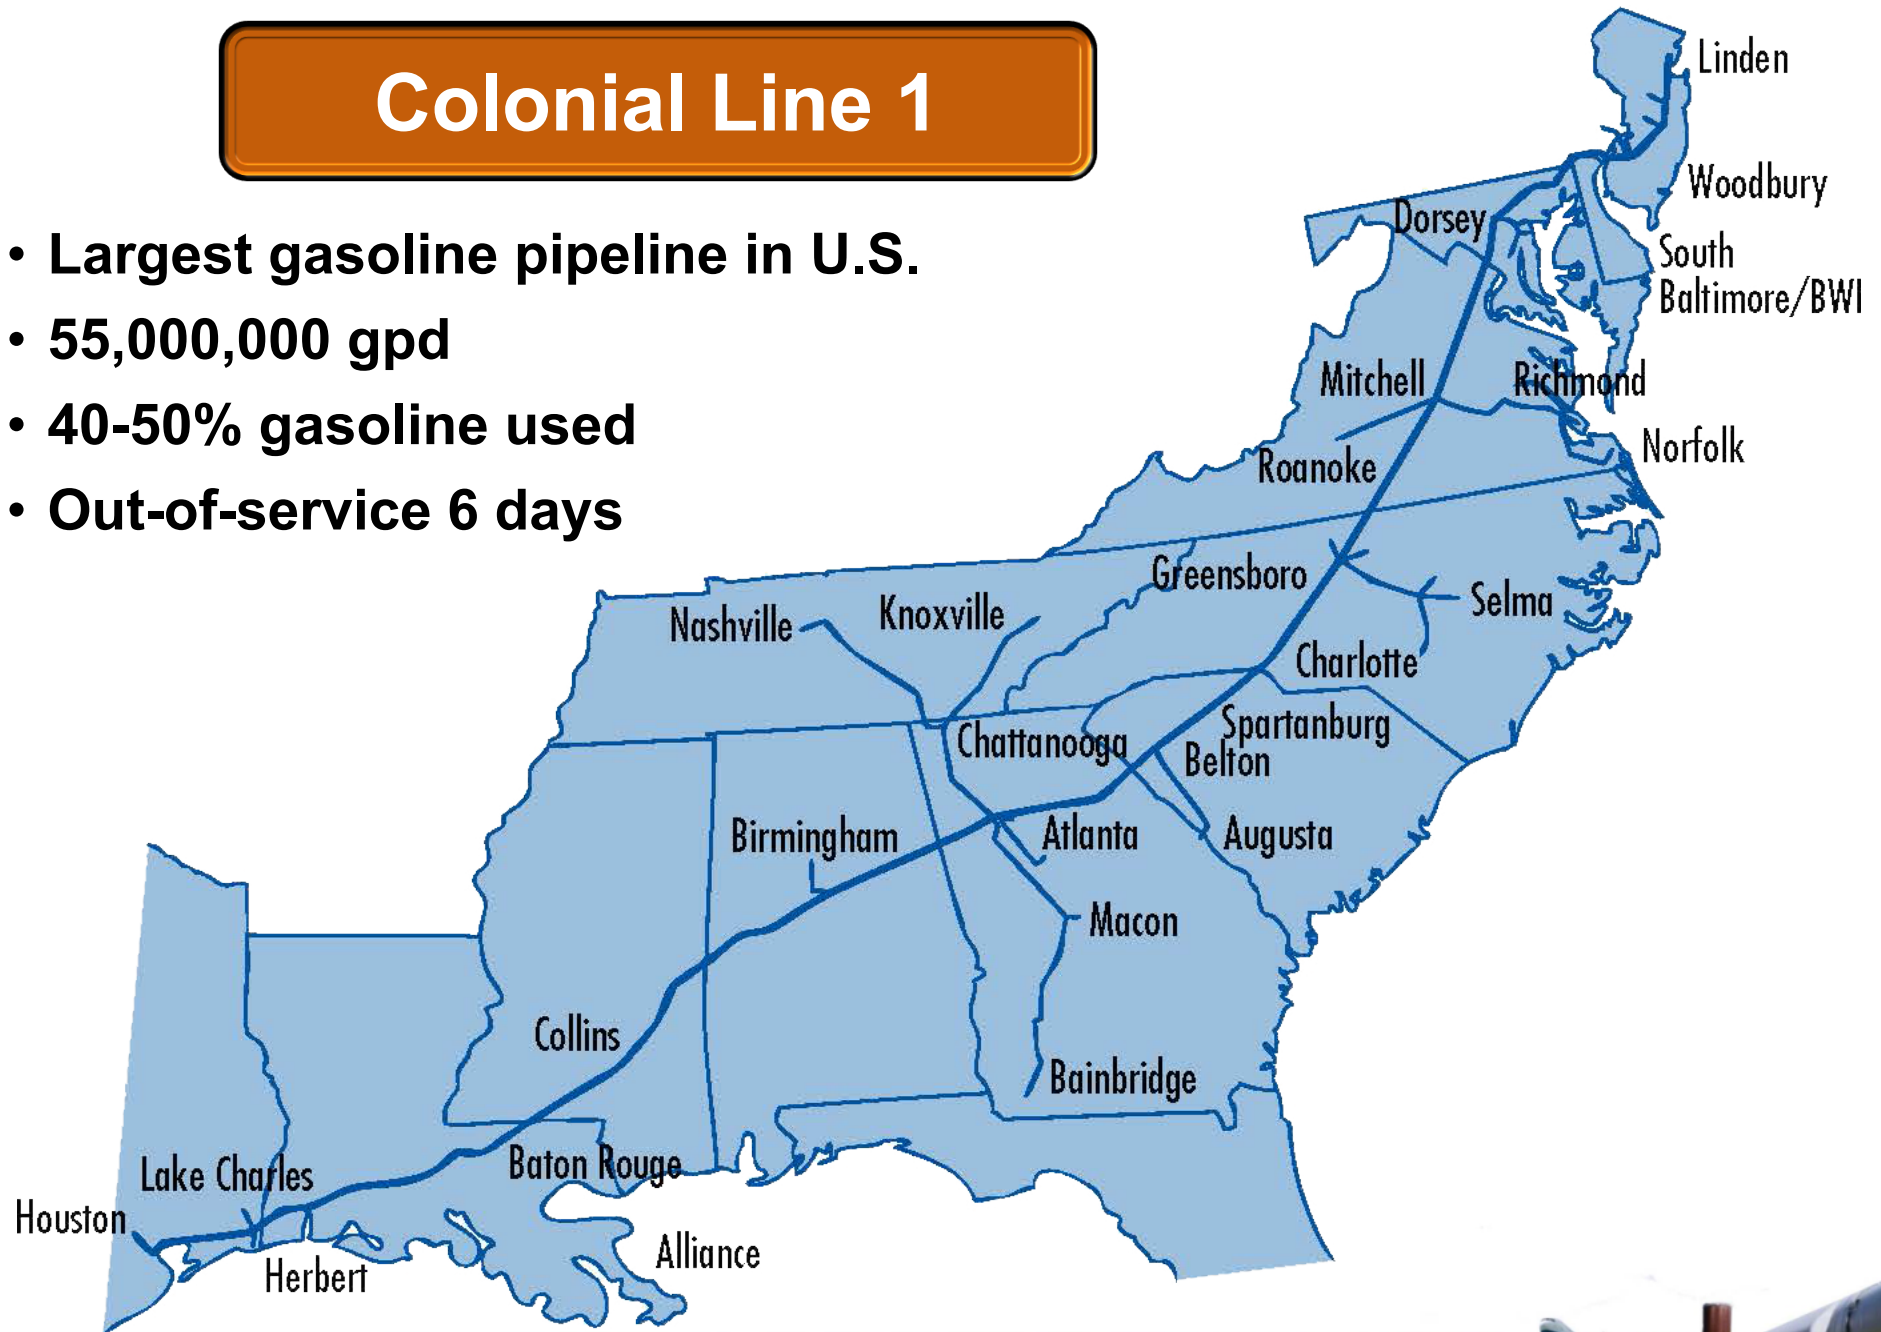 Colonial Line 1
• Largest gasoline pipeline in U.S.
• 55,000,000 gpd
• 40-50% gasoline used
• Out-of-service 6 days
Linden
Woodbury
Dorsey
South
Baltimore/BWI
Mitchell
Richmond
Norfolk
Roanoke
Greensboro
Selma
Nashville
Knoxville
Charlotte
Spartanburg
Chattanooga
Belton
Birmingham
Atlanta
Augusta
Macon
Collins
Bainbridge
Baton Rouge
Lake Charles
Houston
Alliance
Herbert